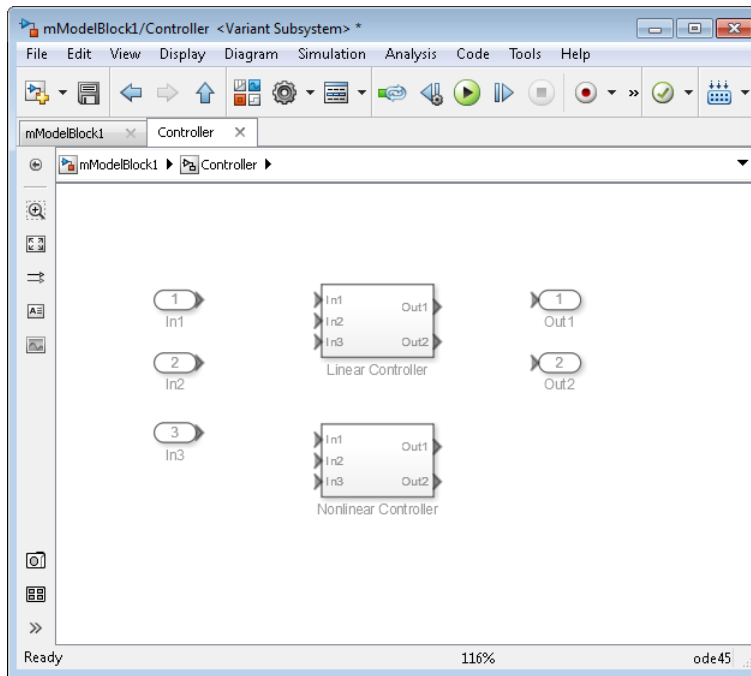 mModelBlock1/Controller <Variant Subsystem> *
File Edit View Display Diagram Simulation Analysis Code Tools Help
mModelBlock1 Controller
mModelBlock1 Controller
1 In1 In2 In3 Out1 Out2 1
In1 Linear Controller Out1
2 2
In2 Out2
3 In1 In2 In3 Out1 Out2
In3 Nonlinear Controller
Ready 116% ode45